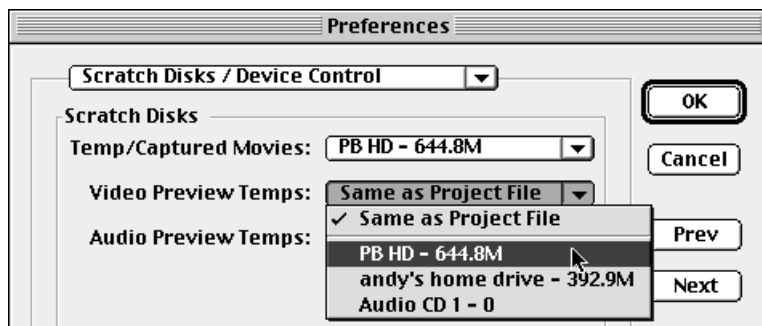 Preferences
Scratch Disks / Device Control
OK
Scratch Disks
Temp/Captured Movies: PB HD - 644.8M
Cancel
Video Preview Temps: Same as Project File
✓ Same as Project File
Audio Preview Temps:
Prev
PB HD - 644.8M
andy's home drive - 392.9M
Next
Audio CD 1 - 0